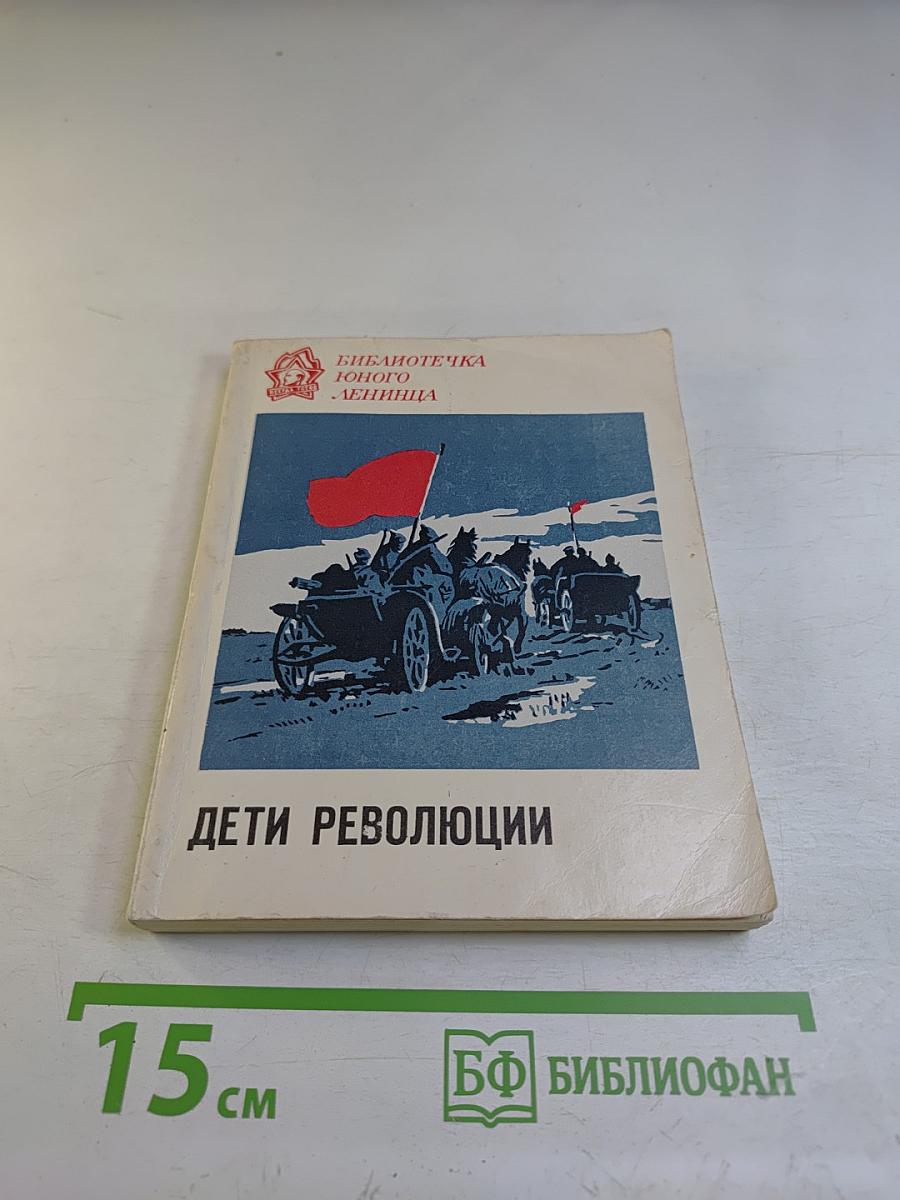 БИБЛИОТЕЧКА
ЮНОГО
ЛЕНИНЦА
ДЕТИ РЕВОЛЮЦИИ
15 см
БФ БИБЛИОФАН